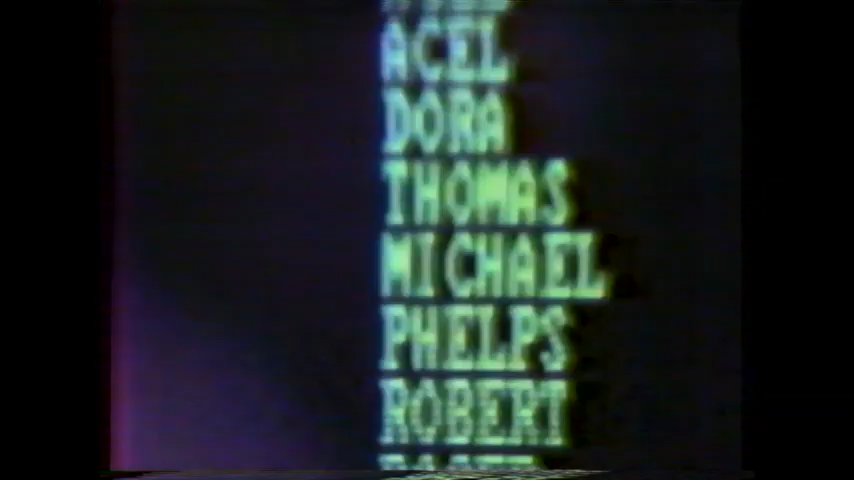 ACEL
DORA
THOMAS
MICHAEL
PHELPS
ROBERT